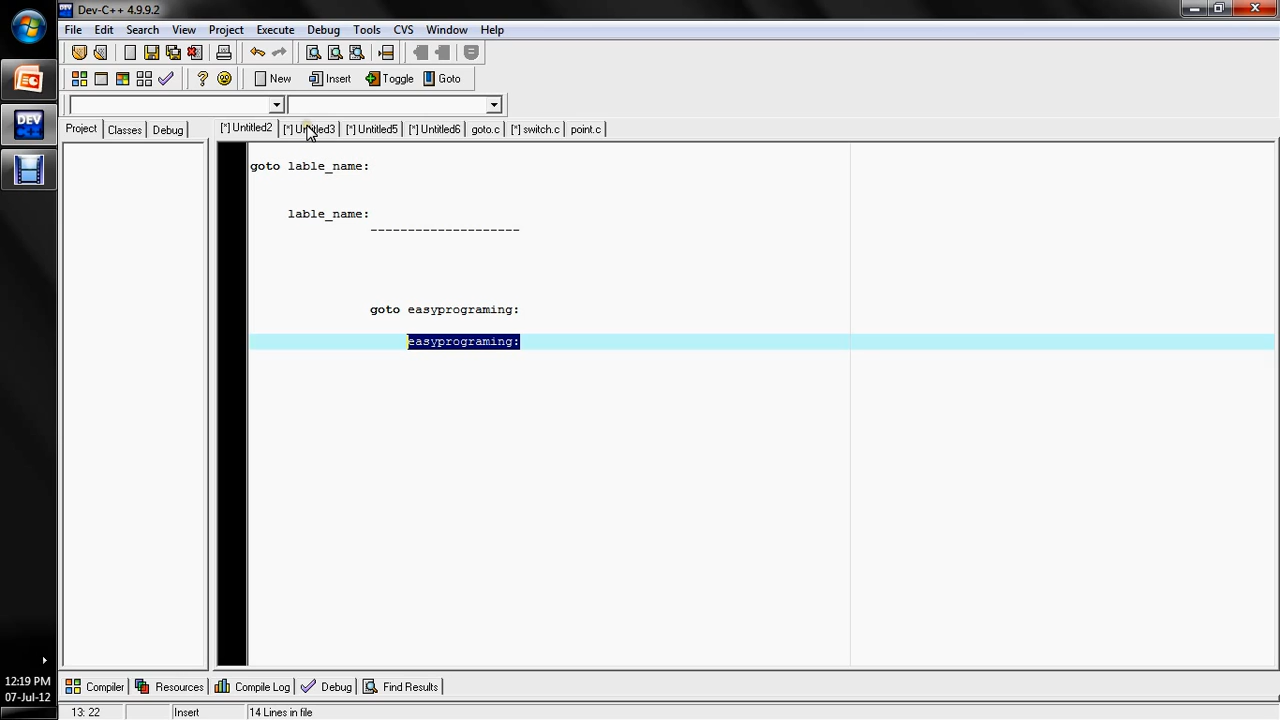 Dev-C++ 4.9.9.2
File Edit Search View Project Execute Debug Tools CVS Window Help
New Insert Toggle Goto
Project Classes Debug
[*] Untitled2 [*] Untitled3 [*] Untitled5 [*] Untitled6 goto.c [*] switch.c point.c
goto lable_name:
lable_name:
--------------------
goto easyprograming:
easyprograming:
DEV
C++
12:19 PM
07-Jul-12
Compiler Resources Compile Log Debug Find Results
13: 22 Insert 14 Lines in file